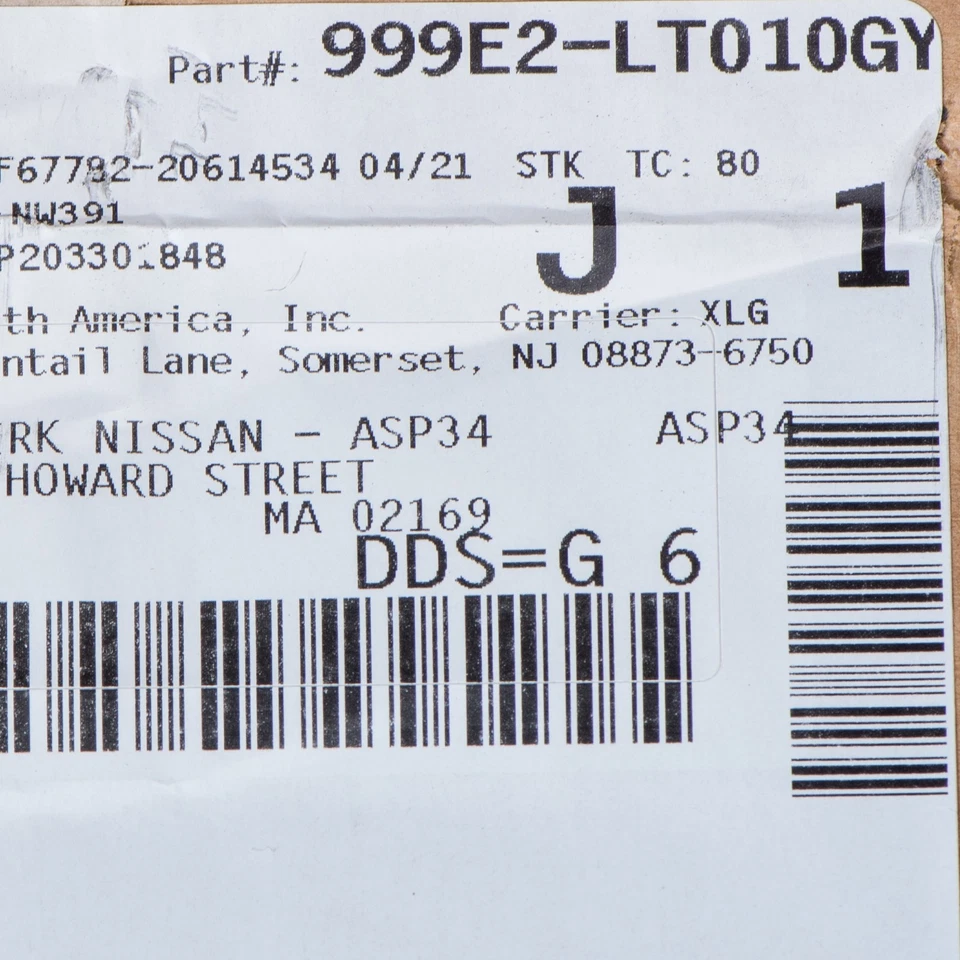 Part#: 999E2-LT010GY
F67782-20614534 04/21 STK TC: 80
-NW391
J 1
P203301848
th America, Inc. Carrier: XLG
ntail Lane, Somerset, NJ 08873-6750
RK NISSAN - ASP34 ASP34
HOWARD STREET
MA 02169
DDS=G 6